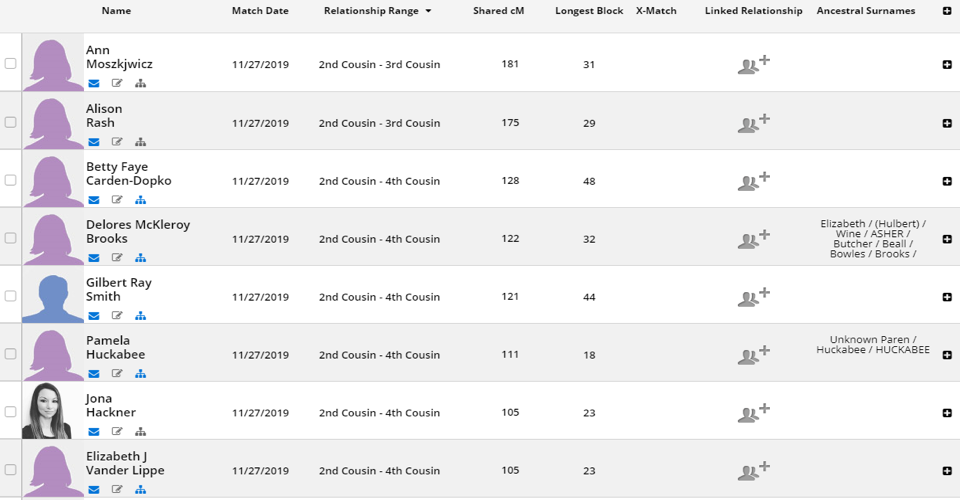 Name Match Date Relationship Range Shared cM Longest Block X-Match Linked Relationship Ancestral Surnames
Ann
Moszkjwicz
11/27/2019 2nd Cousin - 3rd Cousin 181 31
Alison
Rash
11/27/2019 2nd Cousin - 3rd Cousin 175 29
Betty Faye
Carden-Dopko
11/27/2019 2nd Cousin - 4th Cousin 128 48
Delores McKleroy
Brooks
11/27/2019 2nd Cousin - 4th Cousin 122 32
Elizabeth / (Hulbert) /
Wine / ASHER /
Butcher / Beall /
Bowles / Brooks /
Gilbert Ray
Smith
11/27/2019 2nd Cousin - 4th Cousin 121 44
Pamela
Huckabee
11/27/2019 2nd Cousin - 4th Cousin 111 18
Unknown Paren /
Huckabee / HUCKABEE
Jona
Hackner
11/27/2019 2nd Cousin - 4th Cousin 105 23
Elizabeth J
Vander Lippe
11/27/2019 2nd Cousin - 4th Cousin 105 23